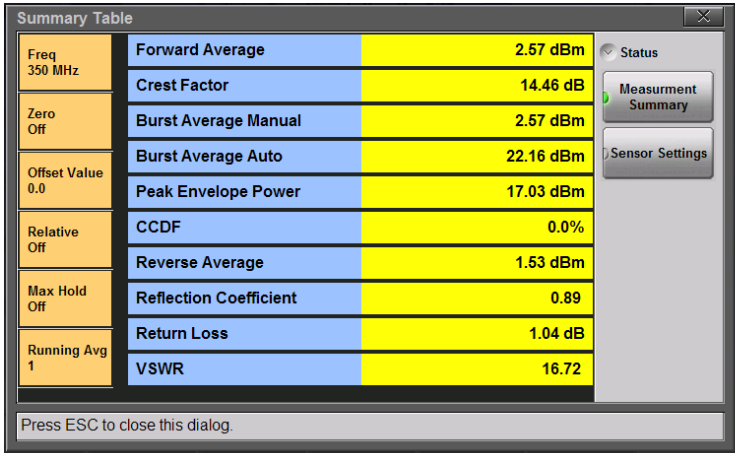 Summary Table
Freq
350 MHz
Zero
Off
Offset Value
0.0
Relative
Off
Max Hold
Off
Running Avg
1
Forward Average 2.57 dBm
Crest Factor 14.46 dB
Burst Average Manual 2.57 dBm
Burst Average Auto 22.16 dBm
Peak Envelope Power 17.03 dBm
CCDF 0.0%
Reverse Average 1.53 dBm
Reflection Coefficient 0.89
Return Loss 1.04 dB
VSWR 16.72
Status
Measurment
Summary
Sensor Settings
Press ESC to close this dialog.